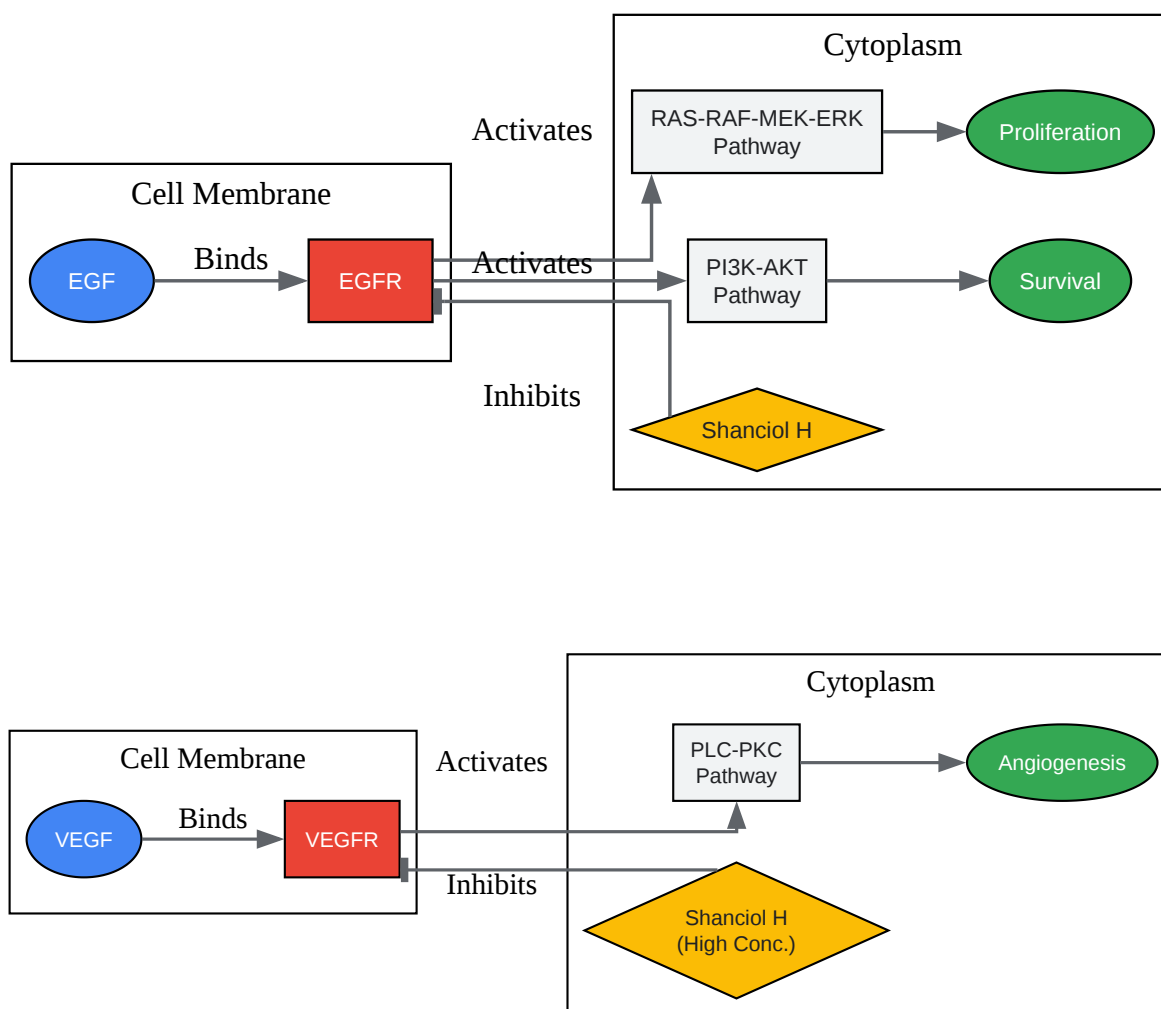 Cytoplasm
Activates
RAS-RAF-MEK-ERK
Pathway
Proliferation
Cell Membrane
EGF
Binds
EGFR
Activates
PI3K-AKT
Pathway
Survival
Inhibits
Shanciol H
Cytoplasm
Cell Membrane
Activates
PLC-PKC
Pathway
Angiogenesis
VEGF
Binds
VEGFR
Inhibits
Shanciol H
(High Conc.)